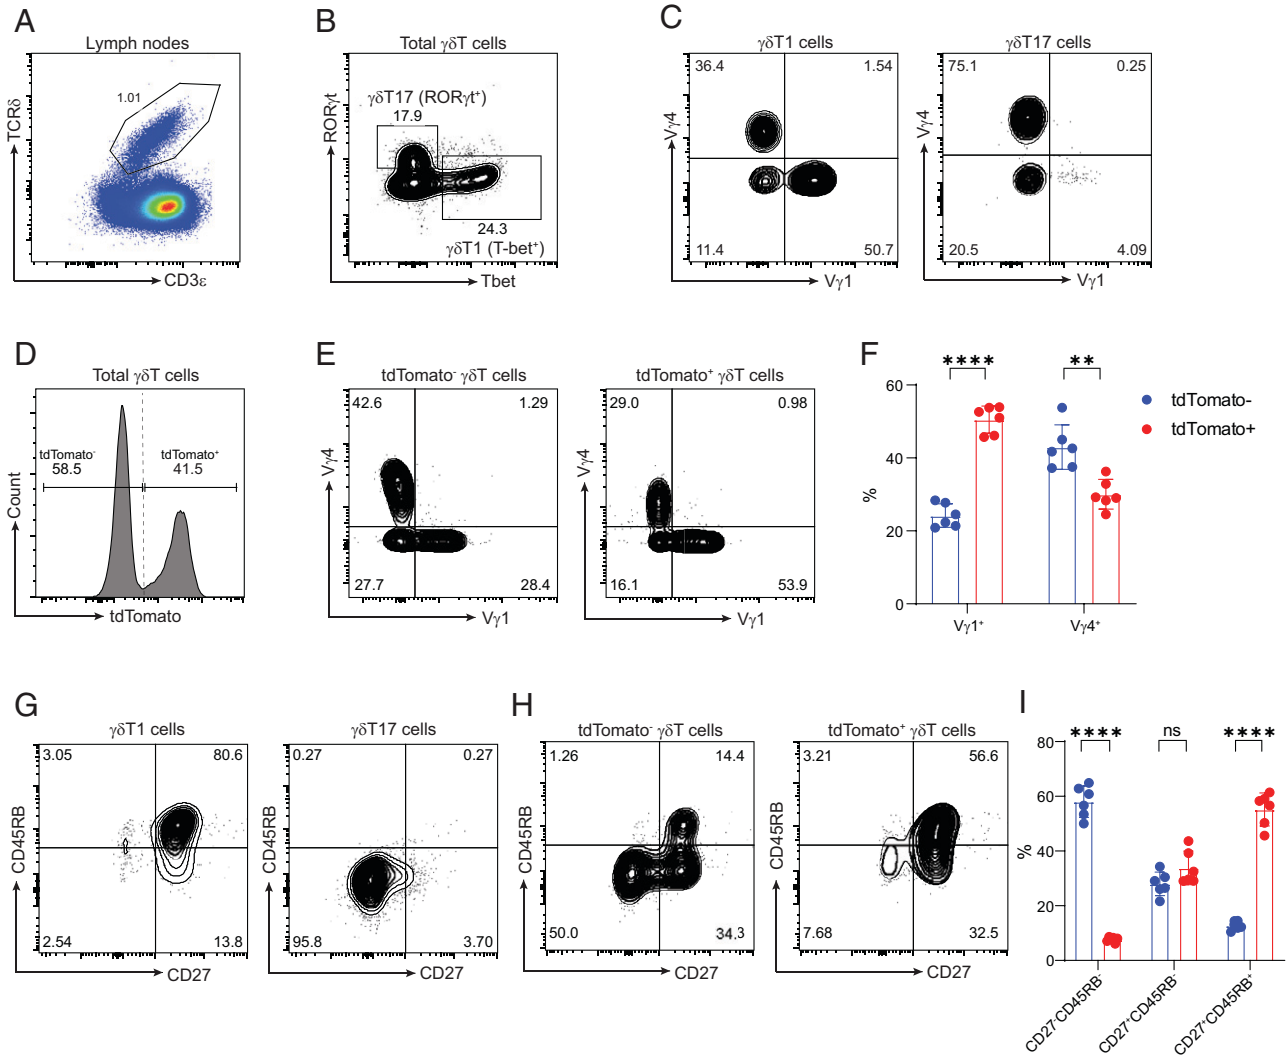 A
Lymph nodes
TCRδ
1.01
CD3ε
B
Total γδT cells
RORγt
γδT17 (RORγt⁺)
17.9
24.3
γδT1 (T-bet⁺)
Tbet
C
γδT1 cells
Vγ4
36.4
1.54
11.4
50.7
Vγ1
γδT17 cells
Vγ4
75.1
0.25
20.5
4.09
Vγ1
D
Total γδT cells
Count
tdTomato⁻
58.5
tdTomato⁺
41.5
tdTomato
E
tdTomato⁻ γδT cells
Vγ4
42.6
1.29
27.7
28.4
Vγ1
tdTomato⁺ γδT cells
Vγ4
29.0
0.98
16.1
53.9
Vγ1
F
****
**
60
40
20
0
%
Vγ1⁺
Vγ4⁺
tdTomato-
tdTomato+
G
γδT1 cells
CD45RB
3.05
80.6
2.54
13.8
CD27
γδT17 cells
CD45RB
0.27
0.27
95.8
3.70
CD27
H
tdTomato⁻ γδT cells
CD45RB
1.26
14.4
50.0
34.3
CD27
tdTomato⁺ γδT cells
CD45RB
3.21
56.6
7.68
32.5
CD27
I
****
ns
****
80
60
40
20
0
%
CD27⁻CD45RB⁻
CD27⁺CD45RB⁻
CD27⁺CD45RB⁺